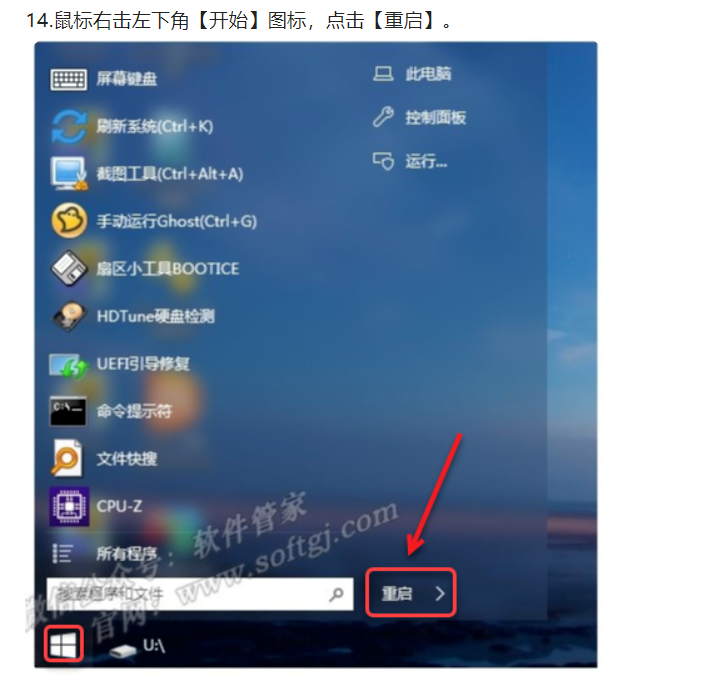 14.鼠标右击左下角【开始】图标，点击【重启】。
屏幕键盘
刷新系统(Ctrl+K)
截图工具(Ctrl+Alt+A)
手动运行Ghost(Ctrl+G)
扇区小工具BOOTICE
HDTune硬盘检测
UEFI引导修复
C:\_
命令提示符
文件快搜
CPU-Z
所有程序
搜索程序和文件
此电脑
控制面板
运行...
重启
U:\
微信公众号：软件管家
官网：www.softgj.com